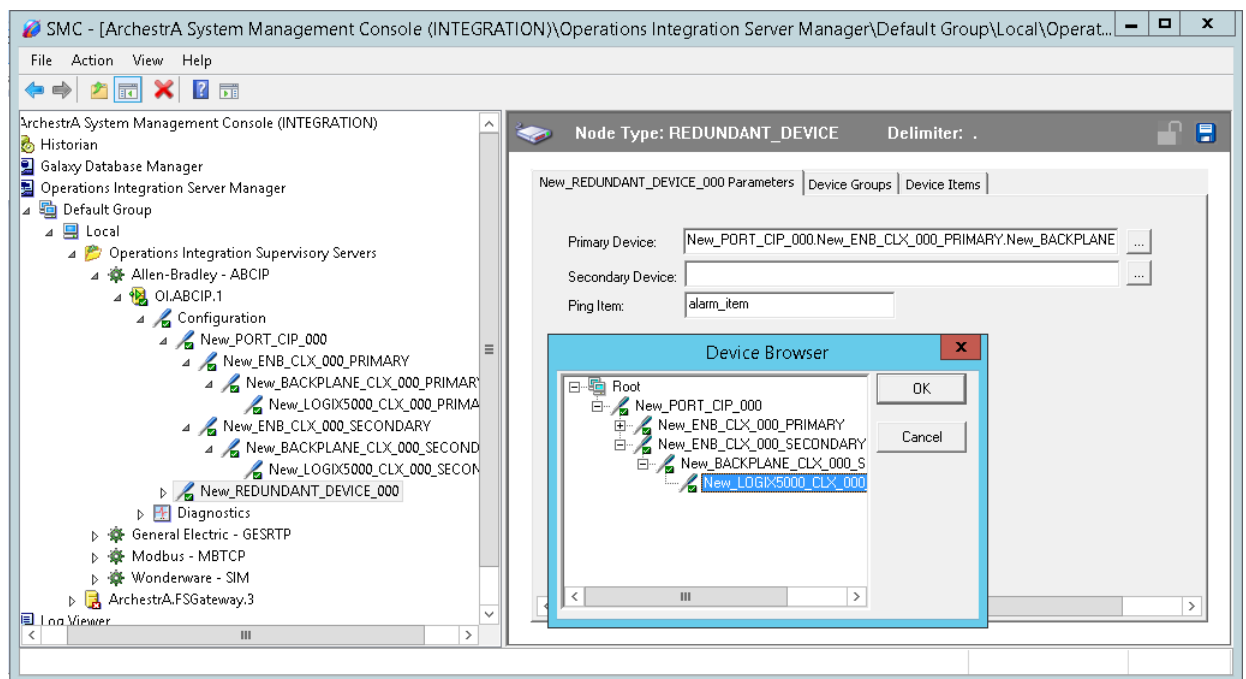 SMC - [ArchestrA System Management Console (INTEGRATION)\Operations Integration Server Manager\Default Group\Local\Operat...
File Action View Help
ArchestrA System Management Console (INTEGRATION)
Historian
Galaxy Database Manager
Operations Integration Server Manager
Default Group
Local
Operations Integration Supervisory Servers
Allen-Bradley - ABCIP
OI.ABCIP.1
Configuration
New_PORT_CIP_000
New_ENB_CLX_000_PRIMARY
New_BACKPLANE_CLX_000_PRIMAR
New_LOGIX5000_CLX_000_PRIMA
New_ENB_CLX_000_SECONDARY
New_BACKPLANE_CLX_000_SECOND
New_LOGIX5000_CLX_000_SECON
New_REDUNDANT_DEVICE_000
Diagnostics
General Electric - GESRTP
Modbus - MBTCP
Wonderware - SIM
ArchestrA.FSGateway.3
Log Viewer
Node Type: REDUNDANT_DEVICE Delimiter: .
New_REDUNDANT_DEVICE_000 Parameters Device Groups Device Items
Primary Device: New_PORT_CIP_000.New_ENB_CLX_000_PRIMARY.New_BACKPLANE ...
Secondary Device: ...
Ping Item: alarm_item
Device Browser
Root
New_PORT_CIP_000
New_ENB_CLX_000_PRIMARY
New_ENB_CLX_000_SECONDARY
New_BACKPLANE_CLX_000_S
New_LOGIX5000_CLX_000
OK
Cancel